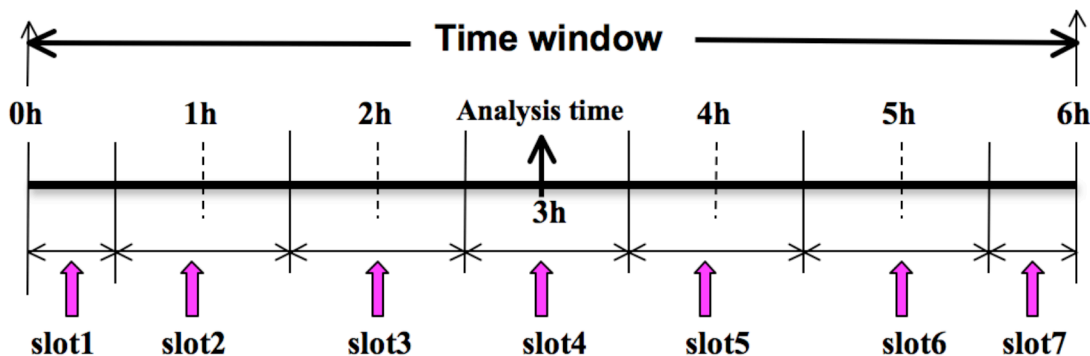 Time window
0h 1h 2h Analysis time 4h 5h 6h
3h
slot1 slot2 slot3 slot4 slot5 slot6 slot7